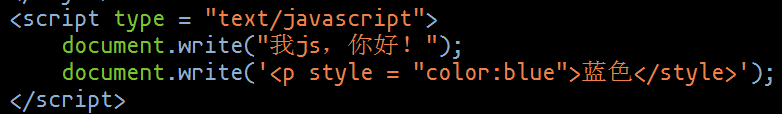 <script type = "text/javascript">
    document.write("我js，你好！");
    document.write('<p style = "color:blue">蓝色</style>');
</script>